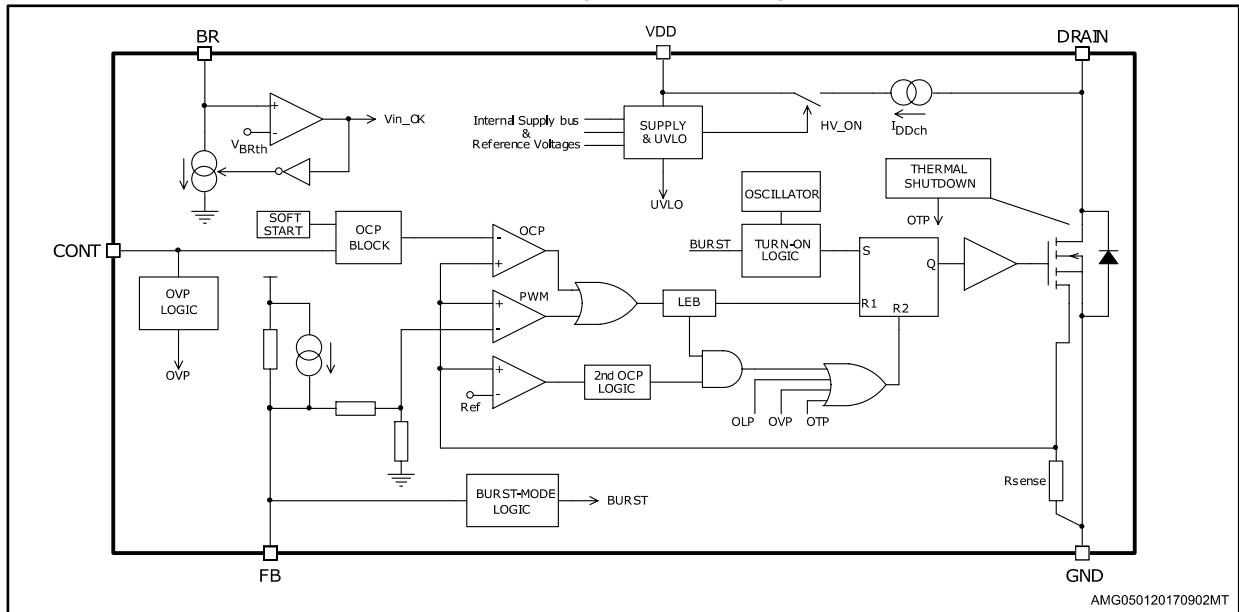 BR
VDD
DRAIN
+
-
VBRth
Vin_OK
Internal Supply bus
&
Reference Voltages
SUPPLY
& UVLO
HV_ON
IDDch
UVLO
THERMAL
SHUTDOWN
OTP
OSCILLATOR
SOFT
START
OCP
BLOCK
CONT
OCP
-
+
BURST
TURN-ON
LOGIC
S
Q
R1
R2
OVP
LOGIC
OVP
PWM
+
-
LEB
+
-
Ref
2nd OCP
LOGIC
OLP
OVP
OTP
BURST-MODE
LOGIC
BURST
Rsense
FB
GND
AMG050120170902MT